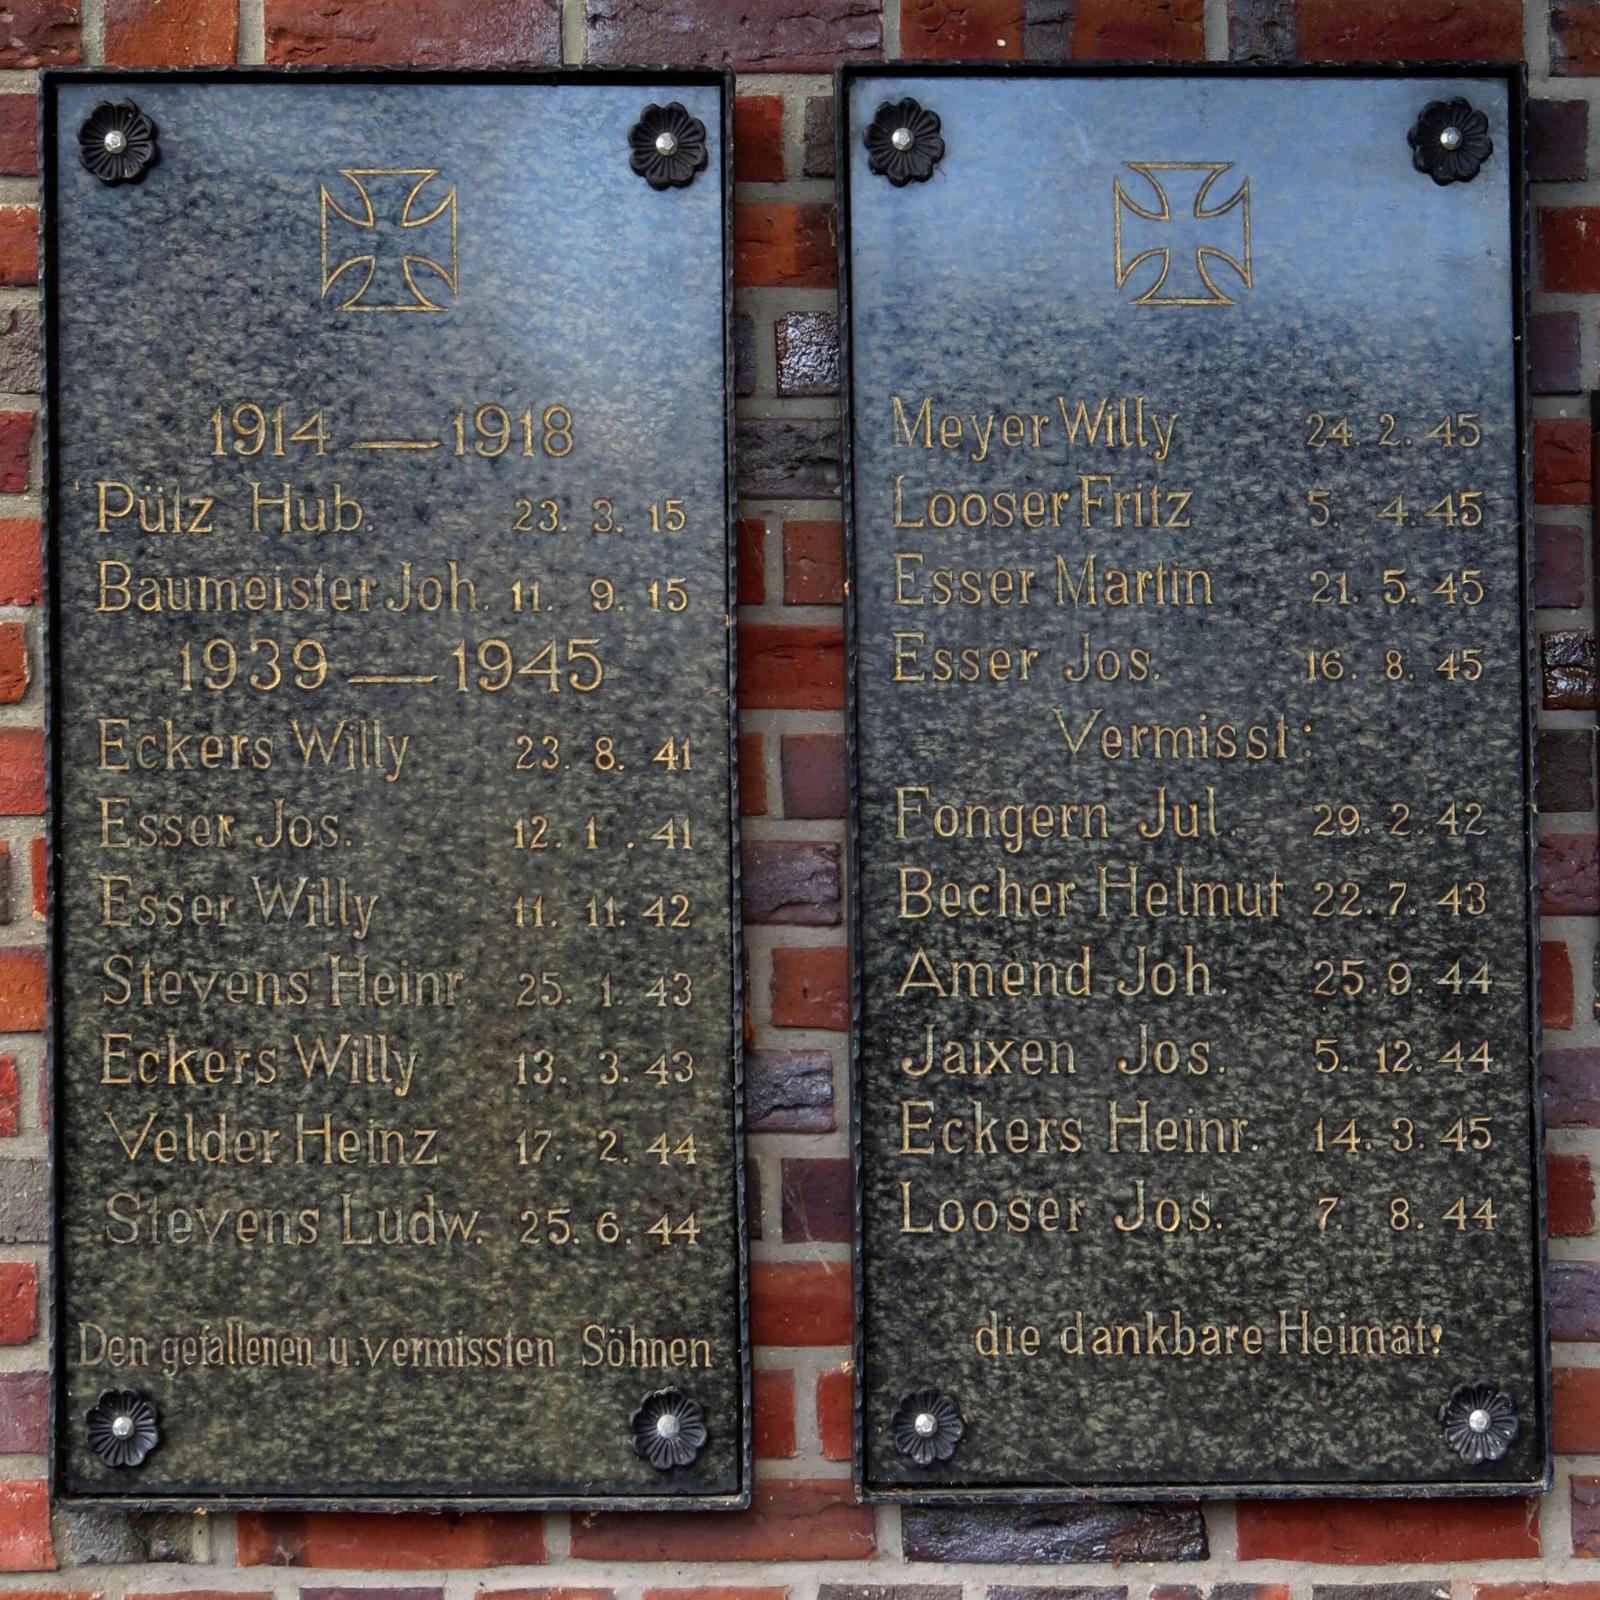 1914 — 1918
Pülz Hub. 23. 3. 15
Baumeister Joh. 11. 9. 15
1939 — 1945
Eckers Willy 23. 8. 41
Esser Jos. 12. 1. 41
Esser Willy 11. 11. 42
Stevens Heinr. 25. 1. 43
Eckers Willy 13. 3. 43
Velder Heinz 17. 2. 44
Stevens Ludw. 25. 6. 44
Den gefallenen u. vermissten Söhnen
Meyer Willy 24. 2. 45
Looser Fritz 5. 4. 45
Esser Martin 21. 5. 45
Esser Jos. 16. 8. 45
Vermisst:
Fongern Jul. 29. 2. 42
Becher Helmut 22. 7. 43
Amend Joh. 25. 9. 44
Jaixen Jos. 5. 12. 44
Eckers Heinr. 14. 3. 45
Looser Jos. 7. 8. 44
die dankbare Heimat!